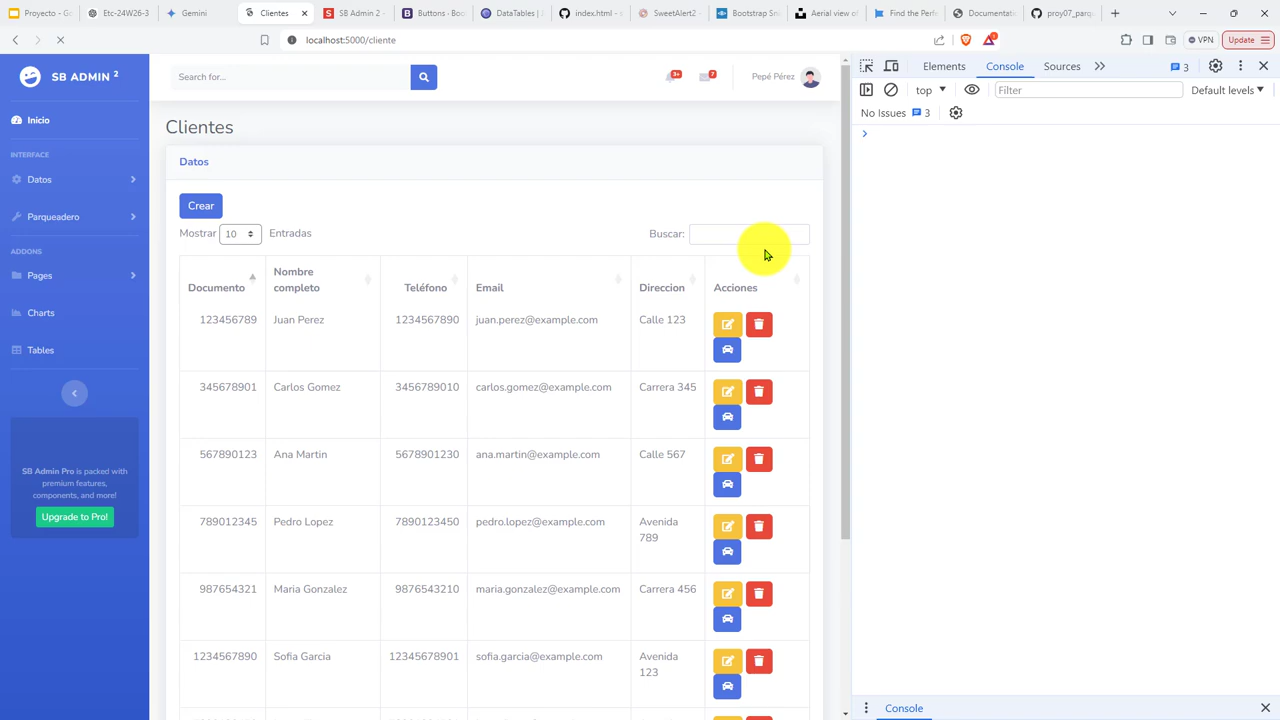 Proyecto - Go
Etc-24W26-3
Gemini
Clientes
SB Admin 2 -
Buttons - Boc
DataTables |
index.html - x
SweetAlert2
Bootstrap Snip
Aerial view of
Find the Perfe
Documentati
proy07_parqu
localhost:5000/cliente
VPN
Update
SB ADMIN 2
Inicio
INTERFACE
Datos
Parqueadero
ADDONS
Pages
Charts
Tables
SB Admin Pro is packed with
premium features,
components, and more!
Upgrade to Pro!
Search for...
3+
7
Pepé Pérez
Clientes
Datos
Crear
Mostrar 10 Entradas
Buscar:
Documento Nombre completo Teléfono Email Direccion Acciones
123456789 Juan Perez 1234567890 juan.perez@example.com Calle 123
345678901 Carlos Gomez 3456789010 carlos.gomez@example.com Carrera 345
567890123 Ana Martin 5678901230 ana.martin@example.com Calle 567
789012345 Pedro Lopez 7890123450 pedro.lopez@example.com Avenida 789
987654321 Maria Gonzalez 9876543210 maria.gonzalez@example.com Carrera 456
1234567890 Sofia Garcia 12345678901 sofia.garcia@example.com Avenida 123
Elements
Console
Sources
3
top
Filter
Default levels
No Issues
3
Console